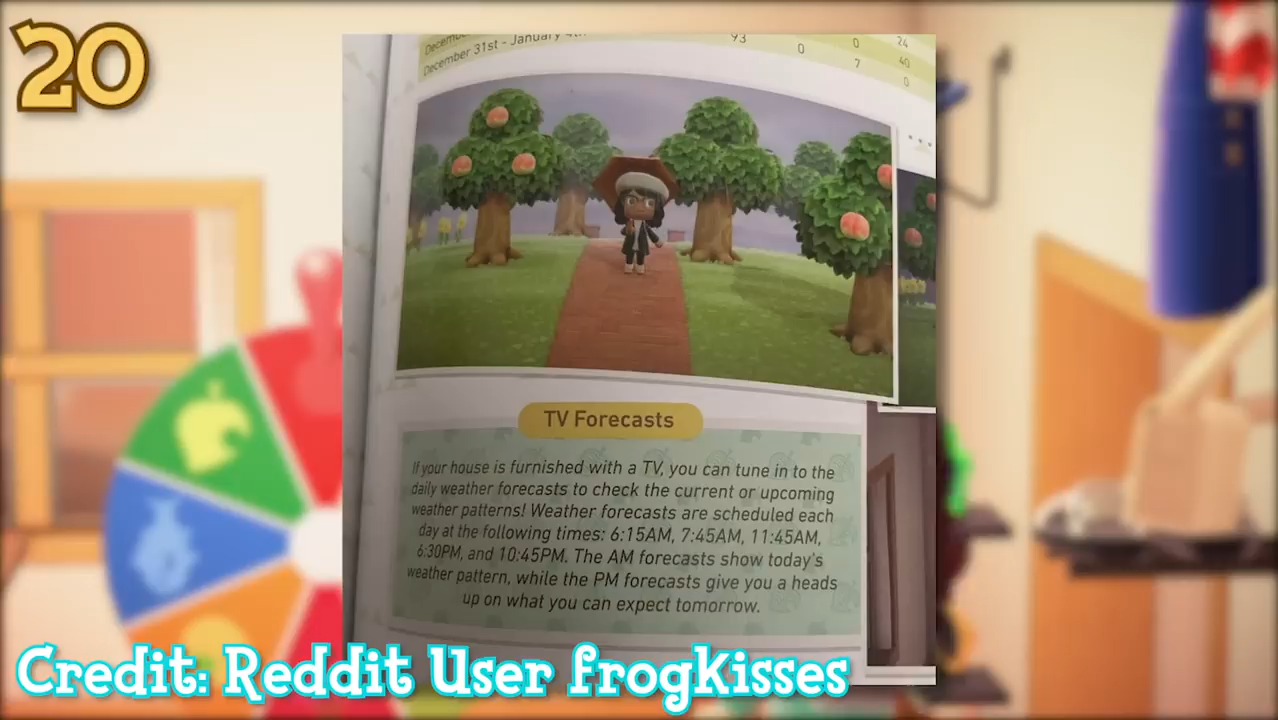 20
December 31st - January
93
0
0
7
24
40
0
TV Forecasts
If your house is furnished with a TV, you can tune in to the
daily weather forecasts to check the current or upcoming
weather patterns! Weather forecasts are scheduled each
day at the following times: 6:15AM, 7:45AM, 11:45AM,
6:30PM, and 10:45PM. The AM forecasts show today's
weather pattern, while the PM forecasts give you a heads
up on what you can expect tomorrow.
Credit: Reddit User frogkisses